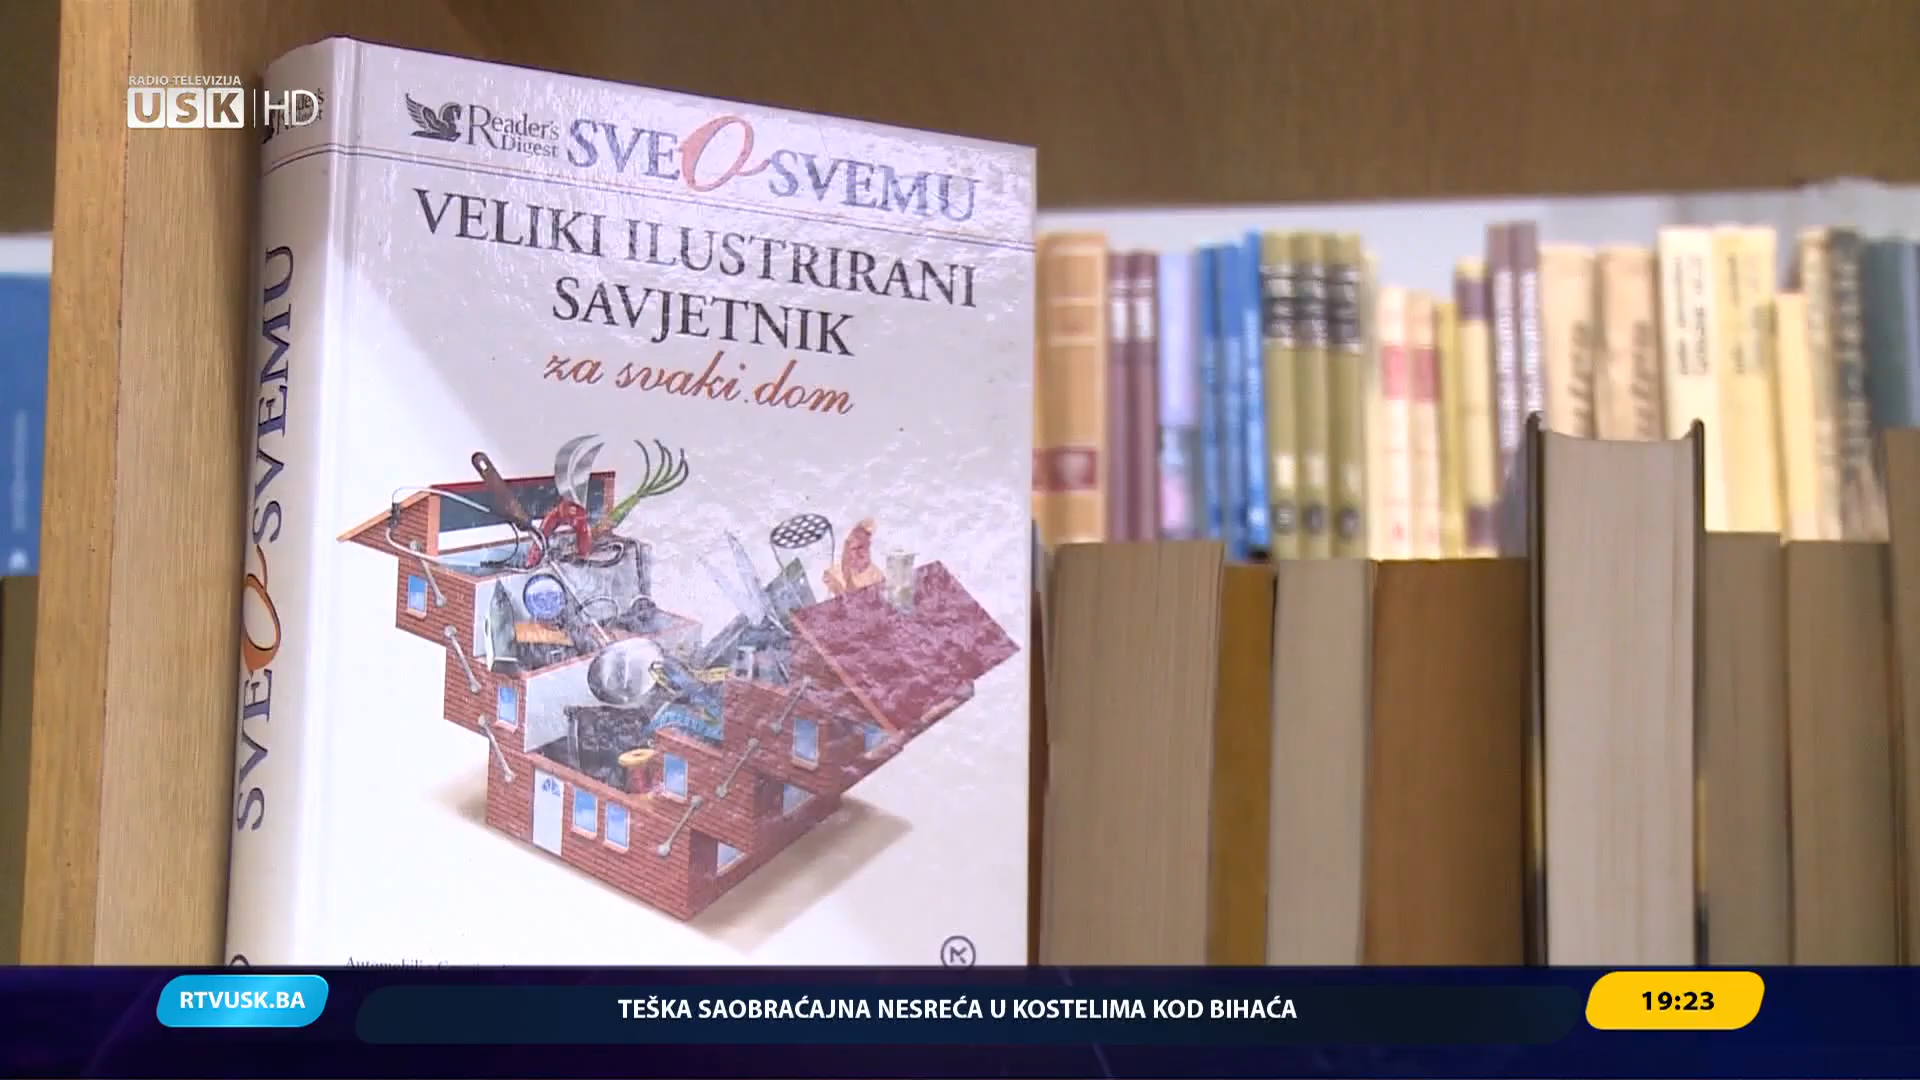 RADIO-TELEVIZIJA
USK HD
Reader's
Digest
SVE O SVEMU
VELIKI ILUSTRIRANI
SAVJETNIK
za svaki dom
SVE O SVEMU
RTVUSK.BA
TEŠKA SAOBRAĆAJNA NESREĆA U KOSTELIMA KOD BIHAĆA
19:23